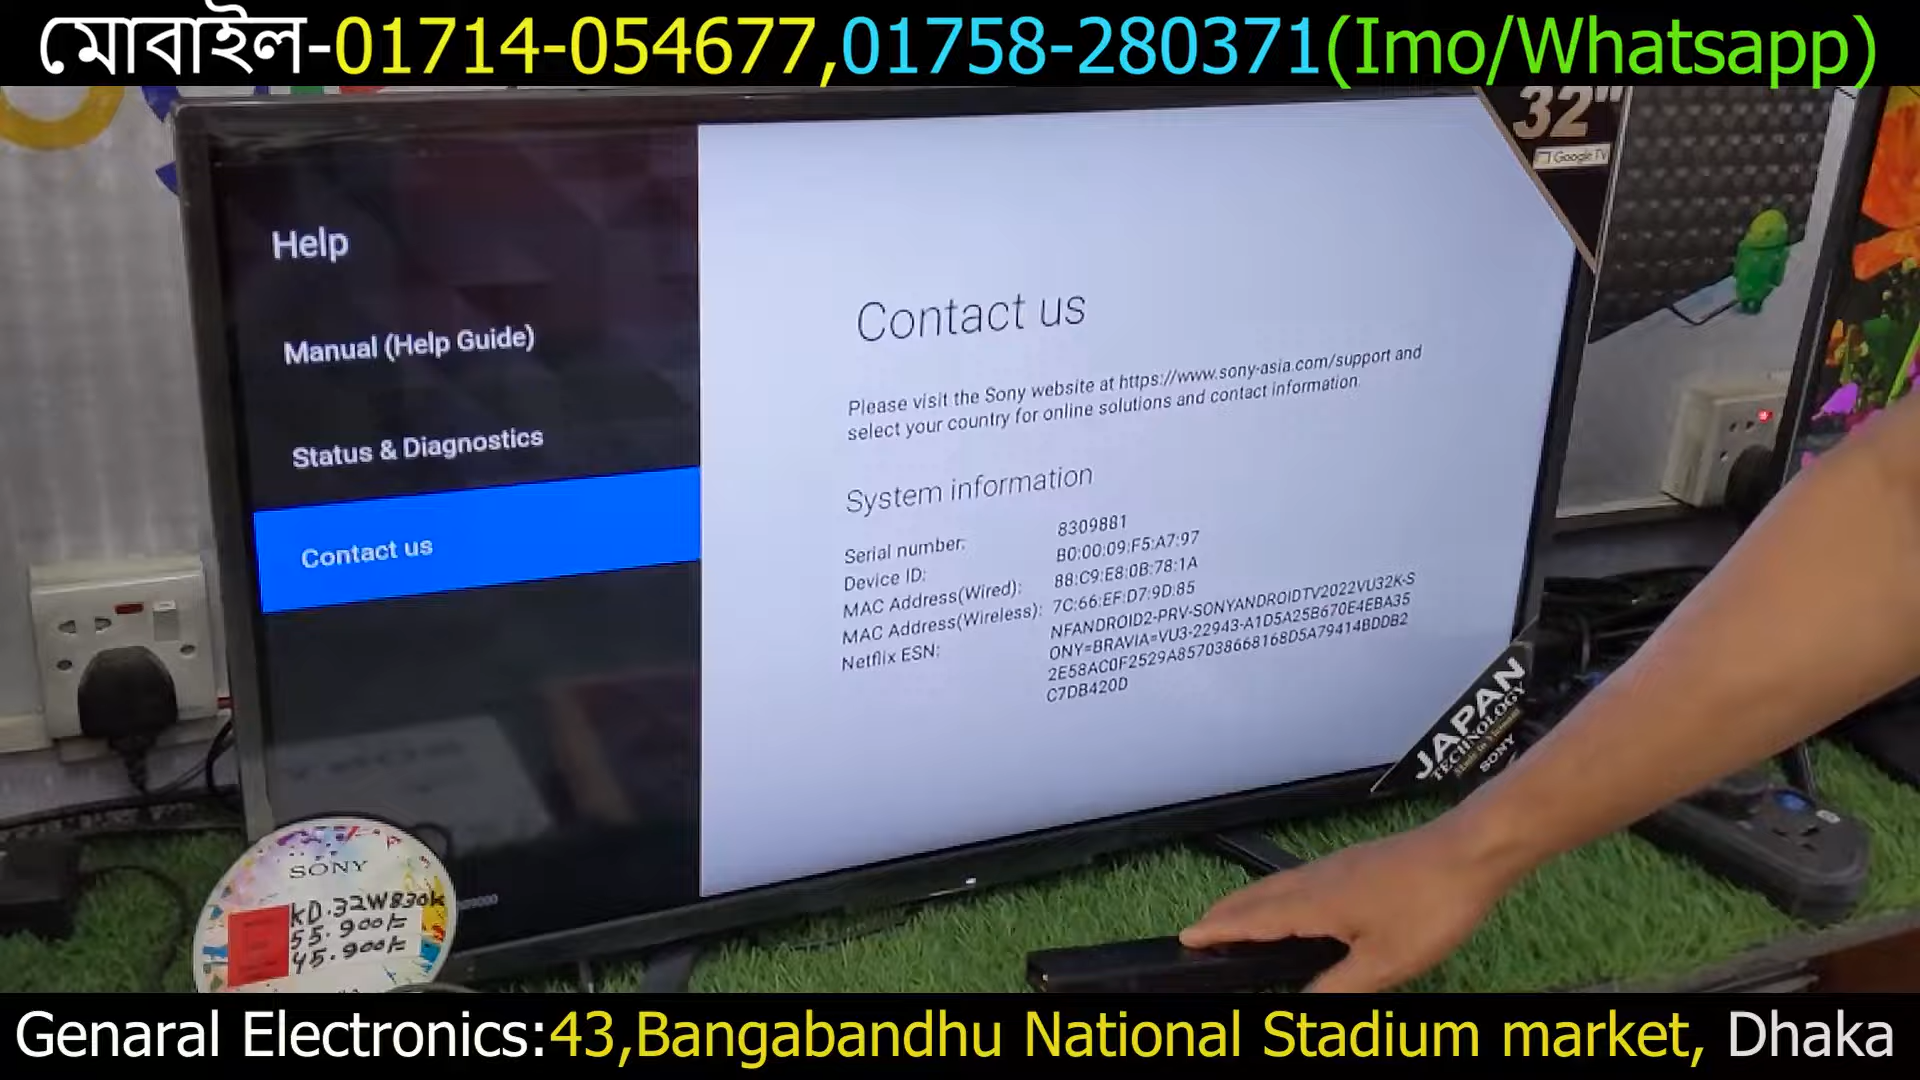 মোবাইল-01714-054677,01758-280371(Imo/Whatsapp)
32"
Google TV
Help
Manual (Help Guide)
Status & Diagnostics
Contact us
Contact us
Please visit the Sony website at https://www.sony-asia.com/support and
select your country for online solutions and contact information.
System information
Serial number: 8309881
Device ID: B0:00:09:F5:A7:97
MAC Address(Wired): 88:C9:E8:0B:78:1A
MAC Address(Wireless): 7C:66:EF:D7:9D:85
Netflix ESN: NFANDROID2-PRV-SONYANDROIDTV2022VU32K-S
ONY=BRAVIA=VU3-22943-A1D5A25B670E4EBA35
2E58AC0F2529A857038668168D5A79414BDDB2
C7DB420D
JAPAN
TECHNOLOGY
SONY
SONY
KD.32W830K
55.900/-
45.900/-
Genaral Electronics:43,Bangabandhu National Stadium market, Dhaka